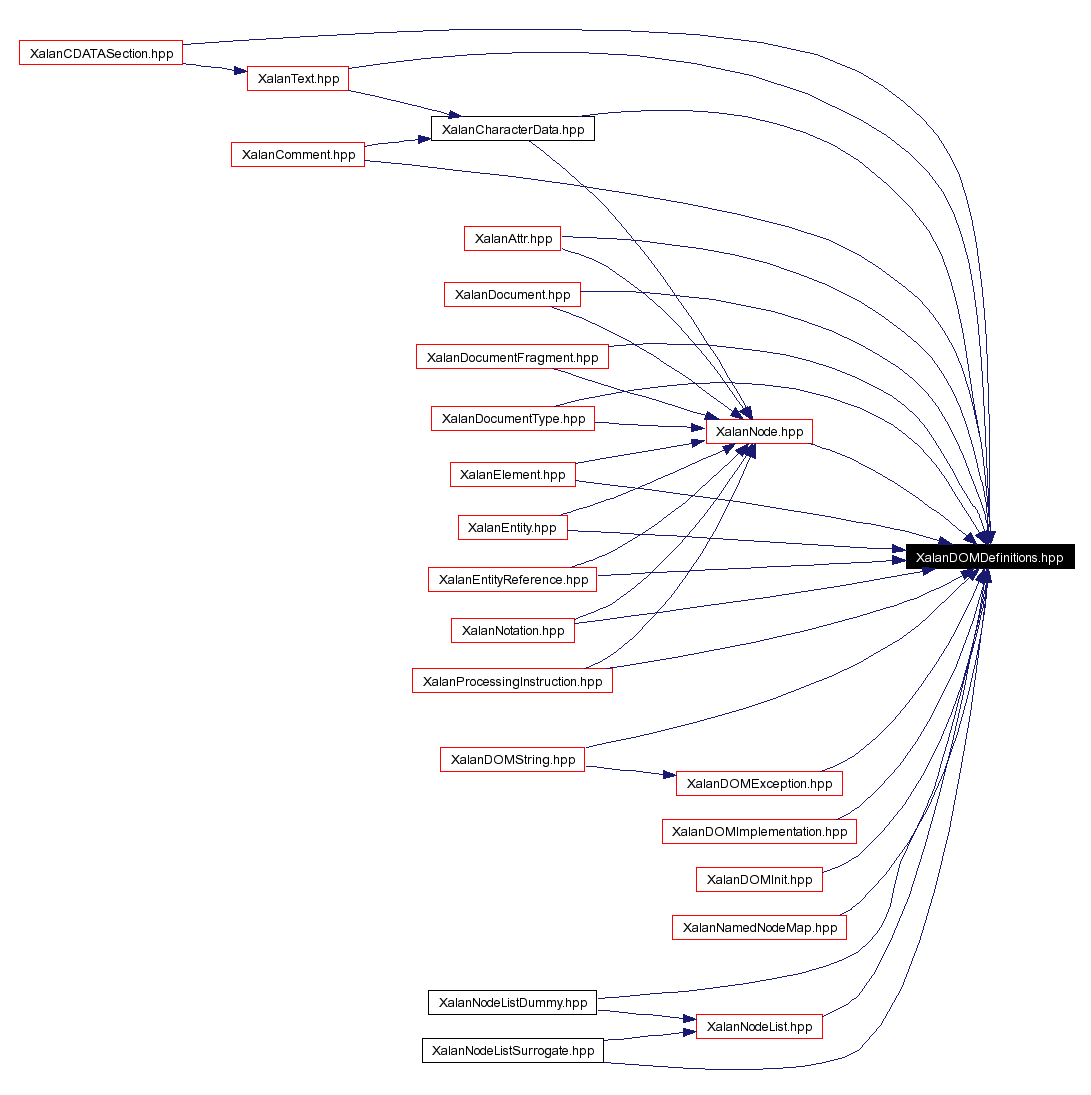 XalanCDATASection.hpp
XalanText.hpp
XalanCharacterData.hpp
XalanComment.hpp
XalanAttr.hpp
XalanDocument.hpp
XalanDocumentFragment.hpp
XalanDocumentType.hpp
XalanNode.hpp
XalanElement.hpp
XalanEntity.hpp
XalanDOMDefinitions.hpp
XalanEntityReference.hpp
XalanNotation.hpp
XalanProcessingInstruction.hpp
XalanDOMString.hpp
XalanDOMException.hpp
XalanDOMImplementation.hpp
XalanDOMInit.hpp
XalanNamedNodeMap.hpp
XalanNodeListDummy.hpp
XalanNodeList.hpp
XalanNodeListSurrogate.hpp